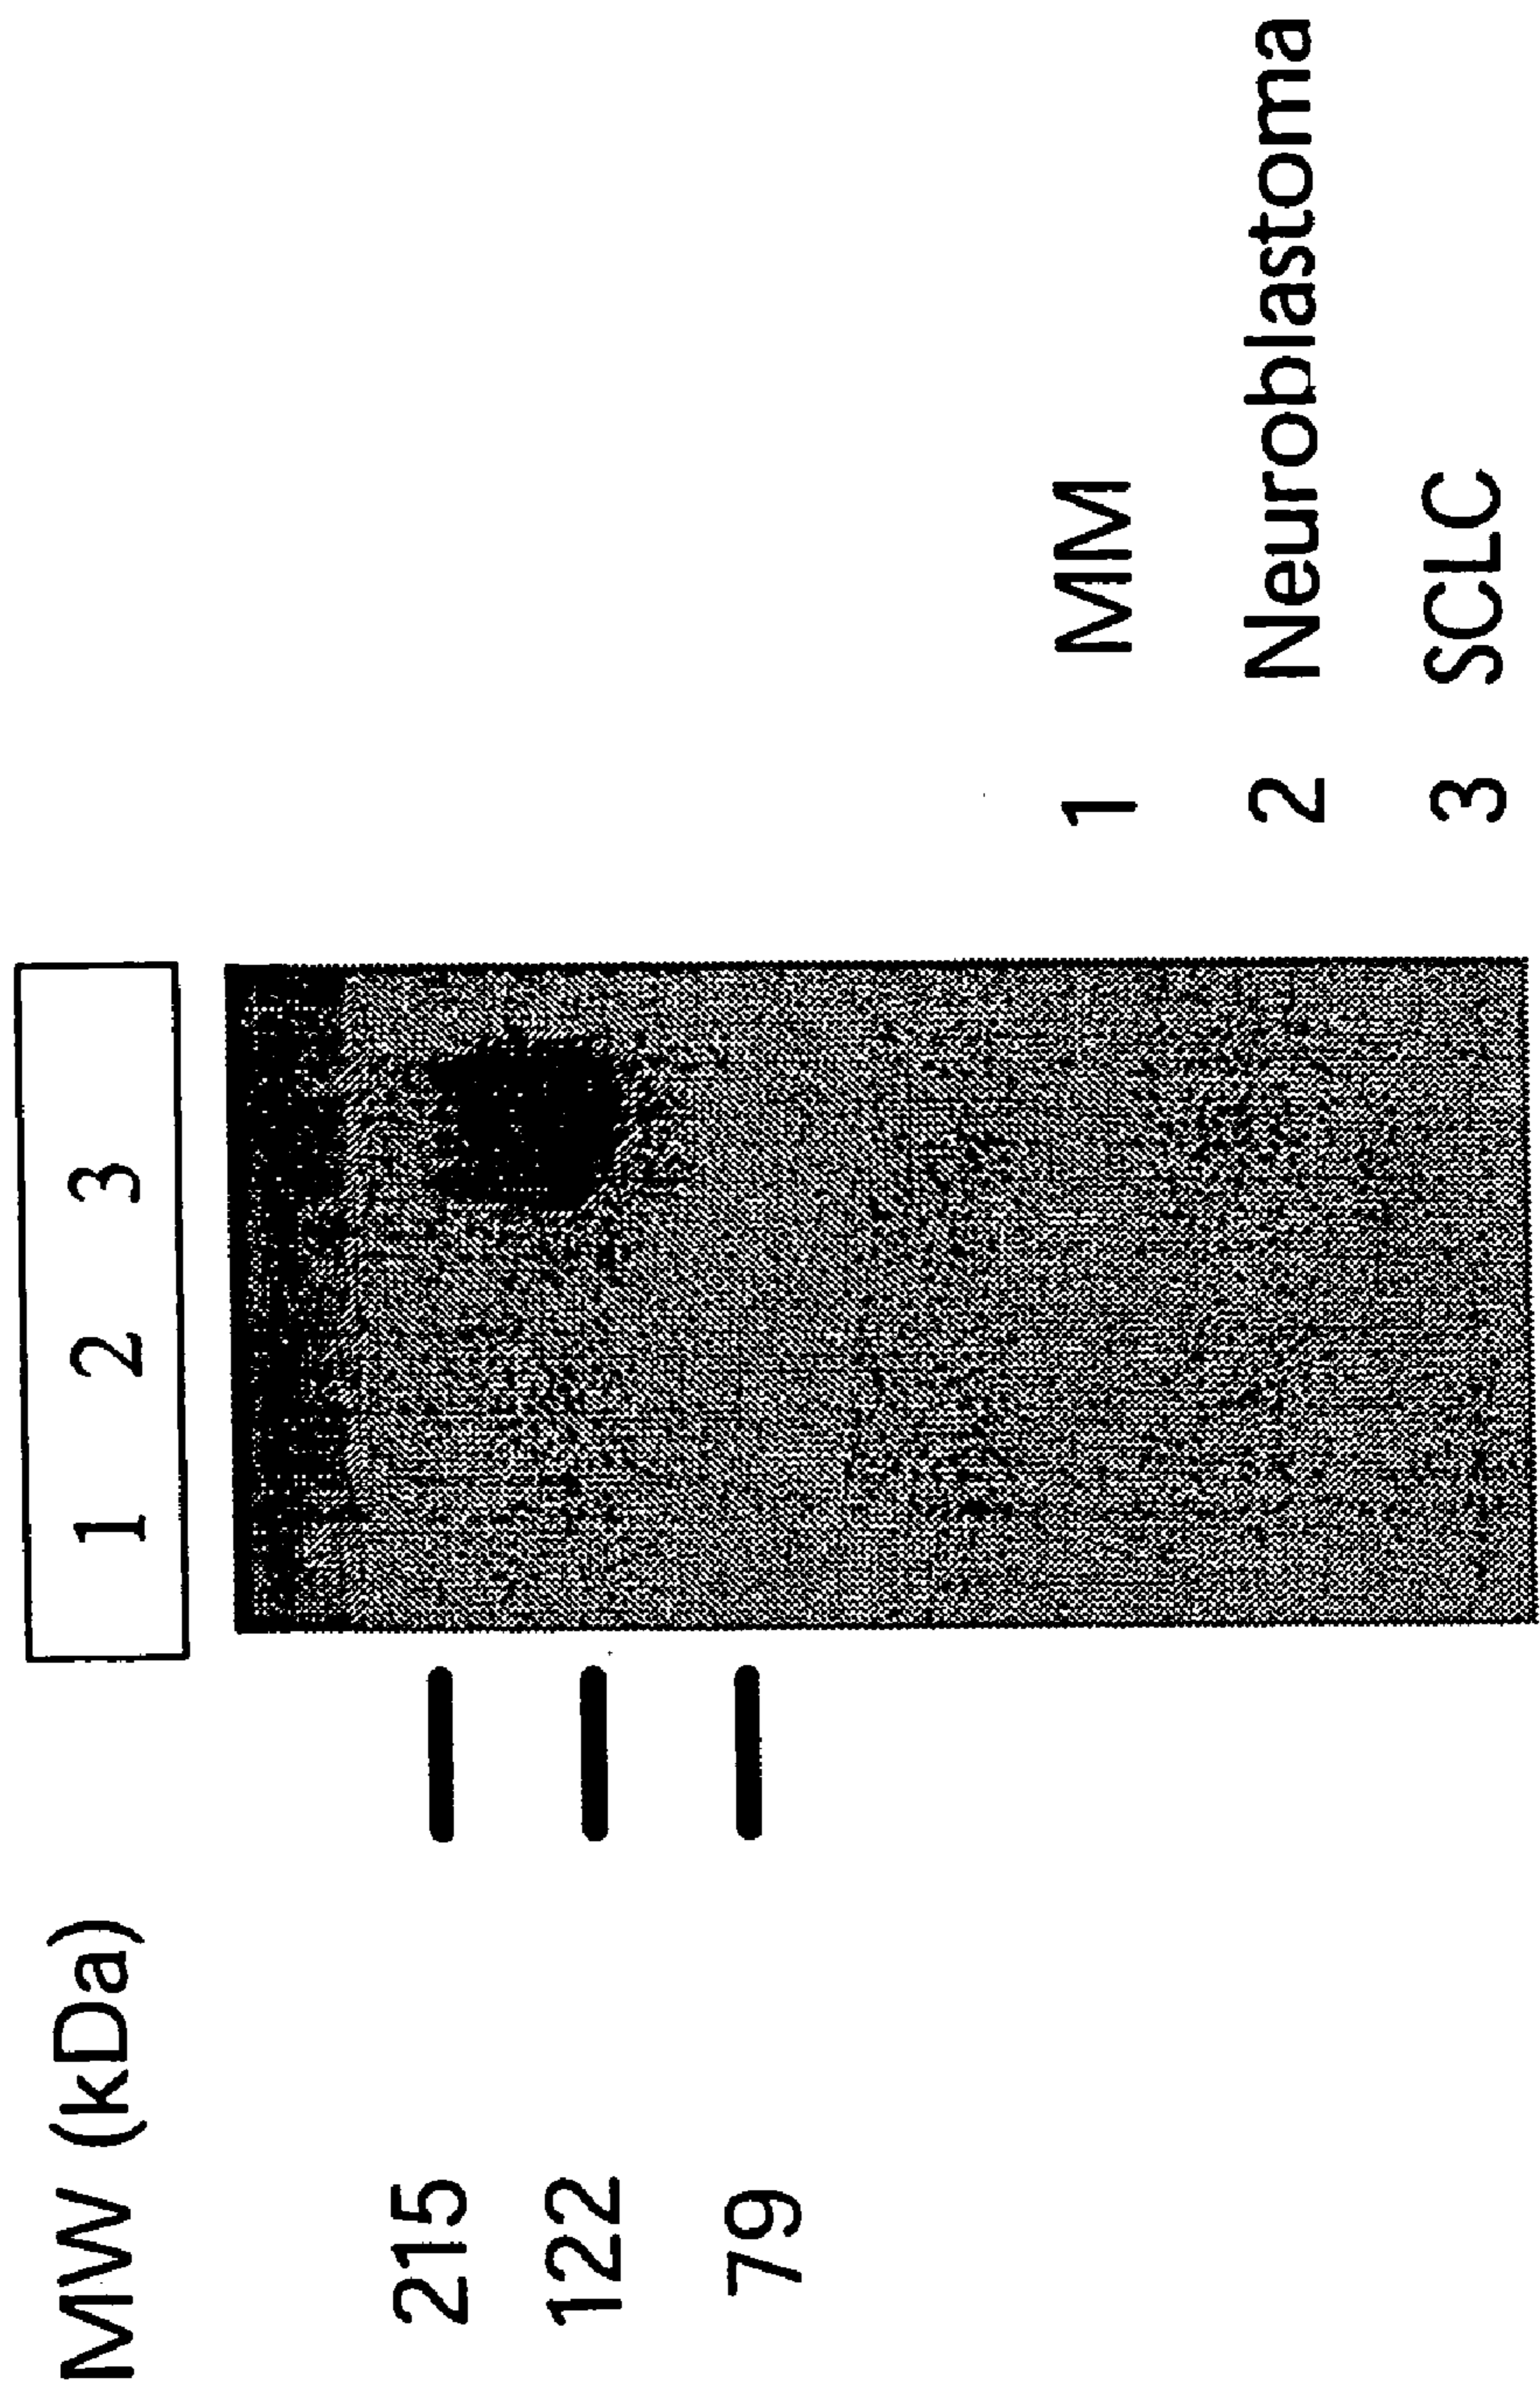 MW (kDa)
1 2 3
215
122
79
1 MM
2 Neuroblastoma
3 SCLC